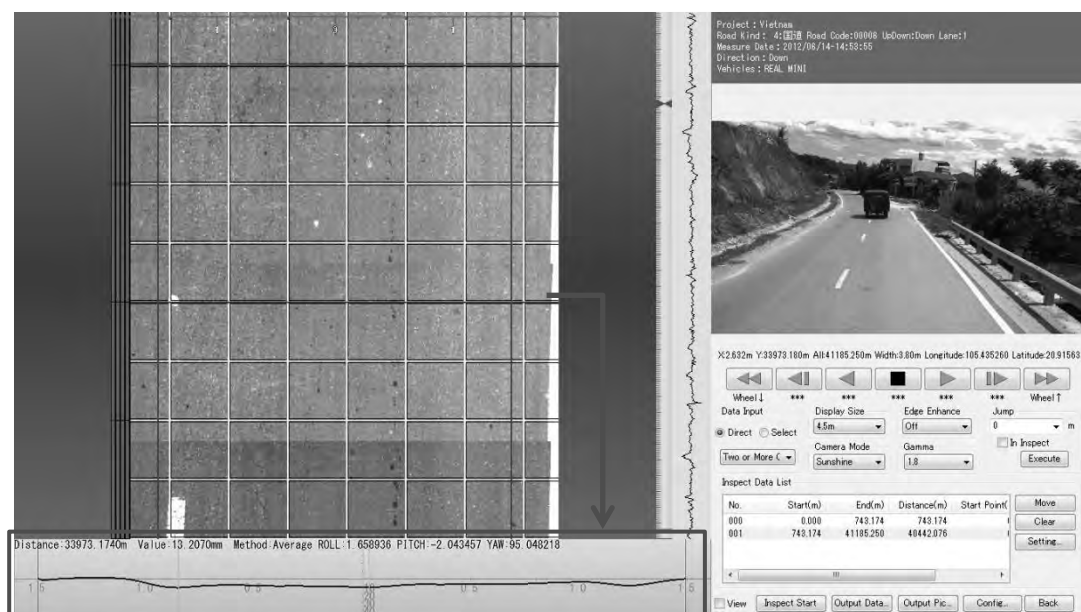 Project : Vietnam
Road Kind : 4:国道 Road Code:00006 UpDown:Down Lane:1
Measure Date : 2012/06/14-14:53:55
Direction : Down
Vehicles : REAL MINI
X:2.632m Y:33973.180m All:41185.250m Width:3.80m Longitude:105.435260 Latitude:20.91563
Wheel↓ *** *** *** *** *** Wheel↑
Data Input Display Size Edge Enhance Jump
Direct Select 4.5m Off 0 m
In Inspect
Two or More ( Camera Mode Gamma Execute
Sunshine 1.8
Inspect Data List
No. Start(m) End(m) Distance(m) Start Point( Move
000 0.000 743.174 743.174 Clear
001 743.174 41185.250 40442.076 Setting...
View Inspect Start Output Data... Output Pic... Config... Back
Distance:33973.1740m Value:13.2070mm Method:Average ROLL:1.658936 PITCH:-2.043457 YAW:95.048218
1.5 1.0 0.5 0.5 1.0 1.5